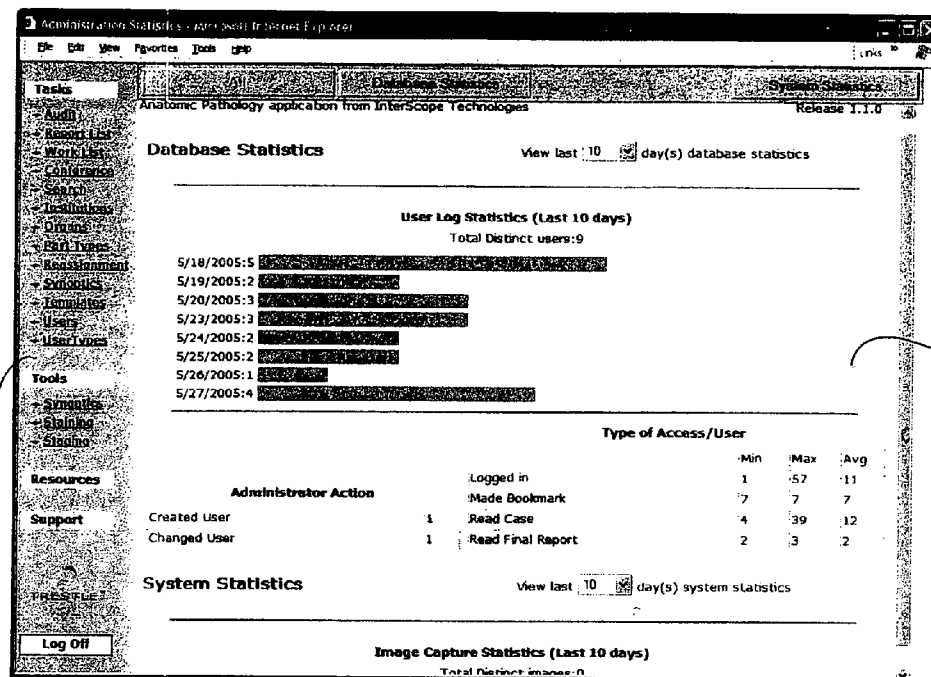 Administration Statistics - Microsoft Internet Explorer
File Edit View Favorites Tools Help
Links »
All Database Statistics System Statistics
Anatomic Pathology application from InterScope Technologies Release 1.1.0
Tasks
Audit
Report List
Work List
Conference
Search
Institutions
Organs
Part Types
Reassignment
Synoptics
Templates
Users
UserTypes
Tools
Synoptics
Staining
Staging
Resources
Support
TRESTLE
Log Off
Database Statistics View last 10 day(s) database statistics
User Log Statistics (Last 10 days)
Total Distinct users:9
5/18/2005:5
5/19/2005:2
5/20/2005:3
5/23/2005:3
5/24/2005:2
5/25/2005:2
5/26/2005:1
5/27/2005:4
Type of Access/User
Min Max Avg
Logged in 1 57 11
Administrator Action
Made Bookmark 7 7 7
Created User 1 Read Case 4 39 12
Changed User 1 Read Final Report 2 3 2
System Statistics View last 10 day(s) system statistics
Image Capture Statistics (Last 10 days)
Total Distinct images:0